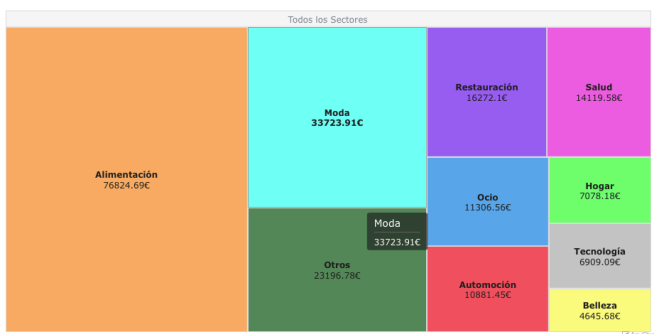 Todos los Sectores
Alimentación
76824.69€
Moda
33723.91€
Otros
23196.78€
Moda
33723.91€
Restauración
16272.1€
Salud
14119.58€
Ocio
11306.56€
Automoción
10881.45€
Hogar
7078.18€
Tecnología
6909.09€
Belleza
4645.68€